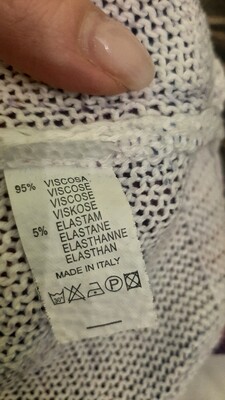 95% VISCOSA
VISCOSE
VISCOSE
VISKOSE
5% ELASTAM
ELASTANE
ELASTHANNE
ELASTHAN
MADE IN ITALY
P